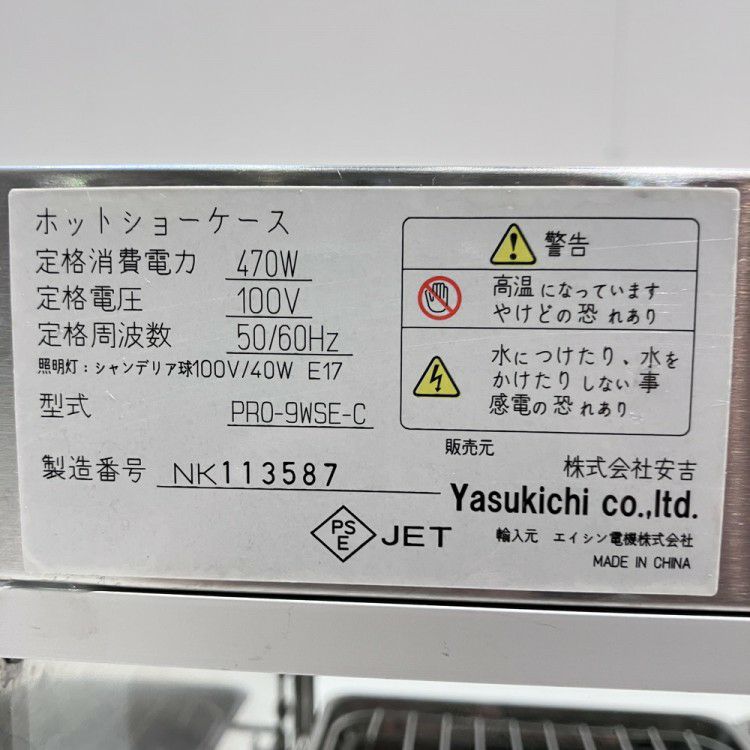 ホットショーケース
定格消費電力 470W
定格電圧 100V
定格周波数 50/60Hz
照明灯：シャンデリア球100V/40W E17
型式 PRO-9WSE-C
製造番号 NK113587
PS
E
JET
警告
高温になっています
やけどの恐れあり
水につけたり、水を
かけたりしない事
感電の恐れあり
販売元
株式会社安吉
Yasukichi co.,ltd.
輸入元 エイシン電機株式会社
MADE IN CHINA